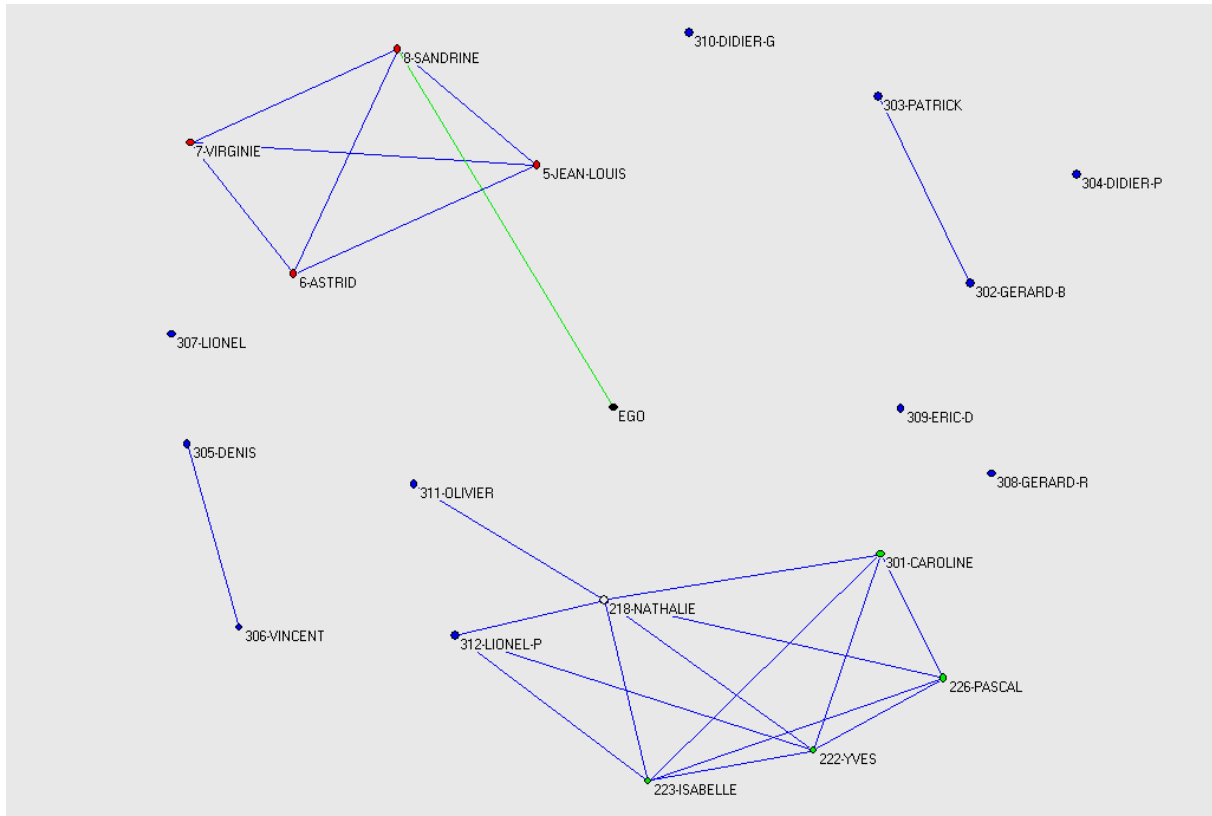 310-DIDIER-G
8-SANDRINE
303-PATRICK
7-VIRGINIE
5-JEAN-LOUIS
304-DIDIER-P
6-ASTRID
302-GERARD-B
307-LIONEL
EGO
309-ERIC-D
305-DENIS
308-GERARD-R
311-OLIVIER
301-CAROLINE
218-NATHALIE
306-VINCENT
312-LIONEL-P
226-PASCAL
222-YVES
223-ISABELLE